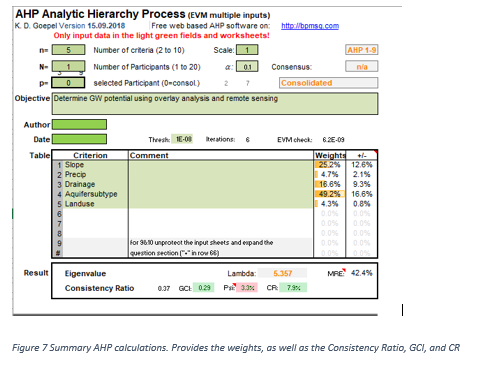 AHP Analytic Hierarchy Process (EVM multiple inputs)
K. D. Goepel Version 15.09.2018 Free web based AHP software on: http://bpmsg.com
Only input data in the light green fields and worksheets!
n= 5 Number of criteria (2 to 10) Scale: 1 AHP 1-9
N= 1 Number of Participants (1 to 20) α: 0.1 Consensus: n/a
p= 0 selected Participant (0=consol.) 2 7 Consolidated
Objective Determine GW potential using overlay analysis and remote sensing
Author
Date Thresh: 1E-08 Iterations: 6 EVM check: 6.2E-09
Table Criterion Comment Weights +/-
1 Slope 25.2% 12.6%
2 Precip 4.7% 2.1%
3 Drainage 16.6% 9.3%
4 Aquifersubtype 49.2% 16.6%
5 Landuse 4.3% 0.8%
6 0.0% 0.0%
7 0.0% 0.0%
8 0.0% 0.0%
9 for 9&10 unprotect the input sheets and expand the 0.0% 0.0%
# question section ("+" in row 66) 0.0% 0.0%
Result Eigenvalue Lambda: 5.357 MRE: 42.4%
Consistency Ratio 0.37 GCI: 0.29 Psi: 3.3% CR: 7.9%
Figure 7 Summary AHP calculations. Provides the weights, as well as the Consistency Ratio, GCI, and CR